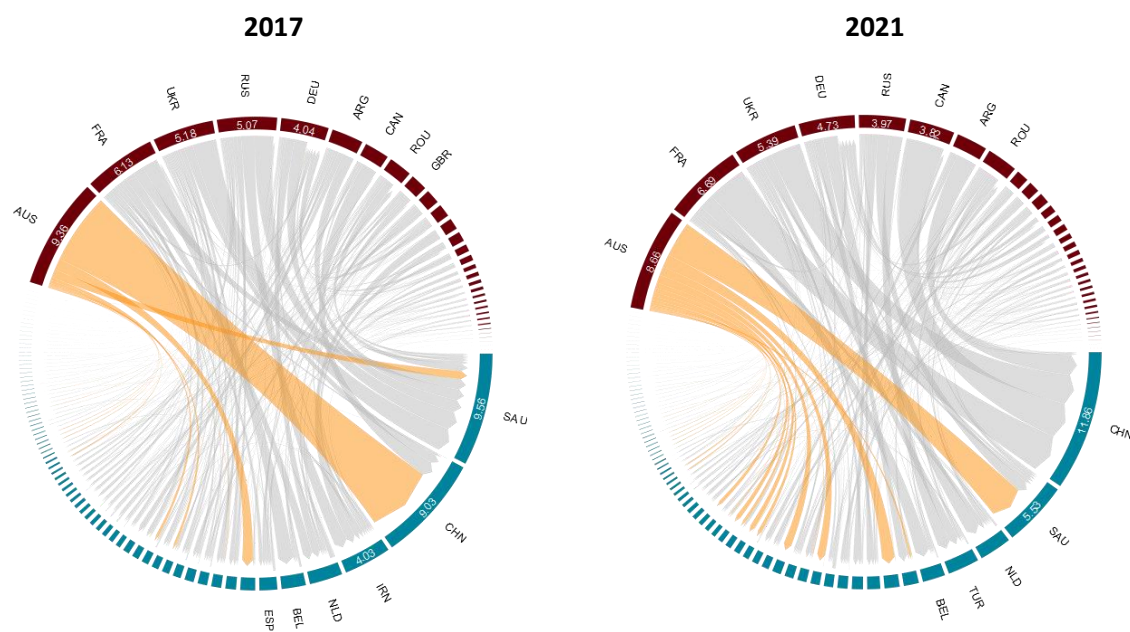 2017
AUS
9.36
FRA
6.13
UKR
5.18
RUS
5.07
DEU
4.04
ARG
CAN
ROU
GBR
SAU
9.56
CHN
9.03
IRN
4.03
NLD
BEL
ESP
2021
AUS
8.66
FRA
6.69
UKR
5.39
DEU
4.73
RUS
3.97
CAN
3.82
ARG
ROU
CHN
11.86
SAU
5.53
NLD
TUR
BEL